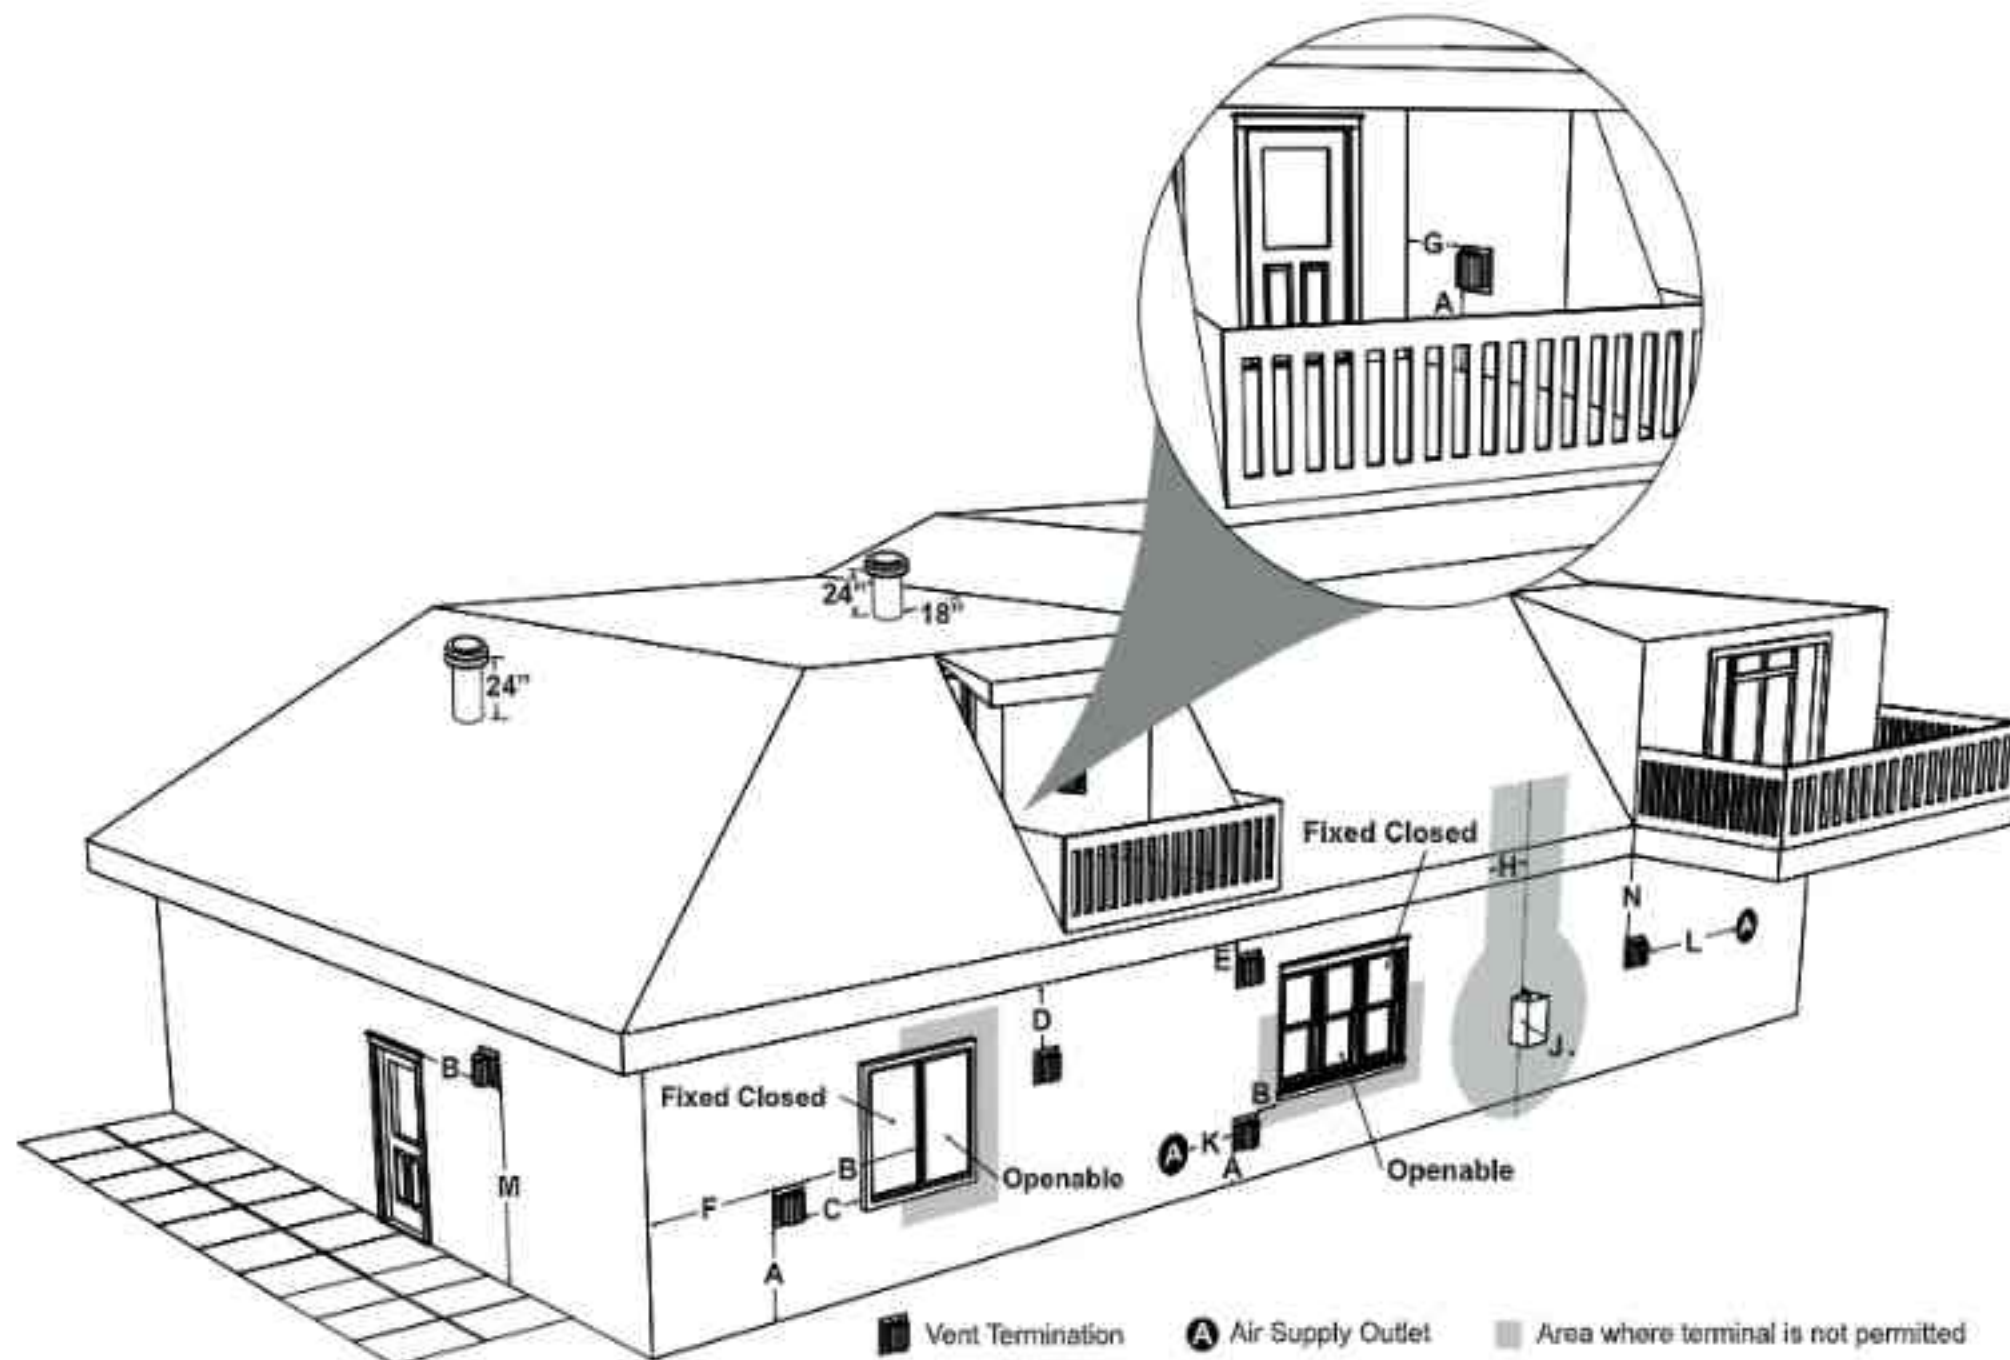 G
A
24"
18"
24"
Fixed Closed
H
N
A
L
E
D
J.
B
Fixed Closed
B
A
K
A
B
Openable
Openable
M
F
C
A
Vent Termination
A Air Supply Outlet
Area where terminal is not permitted